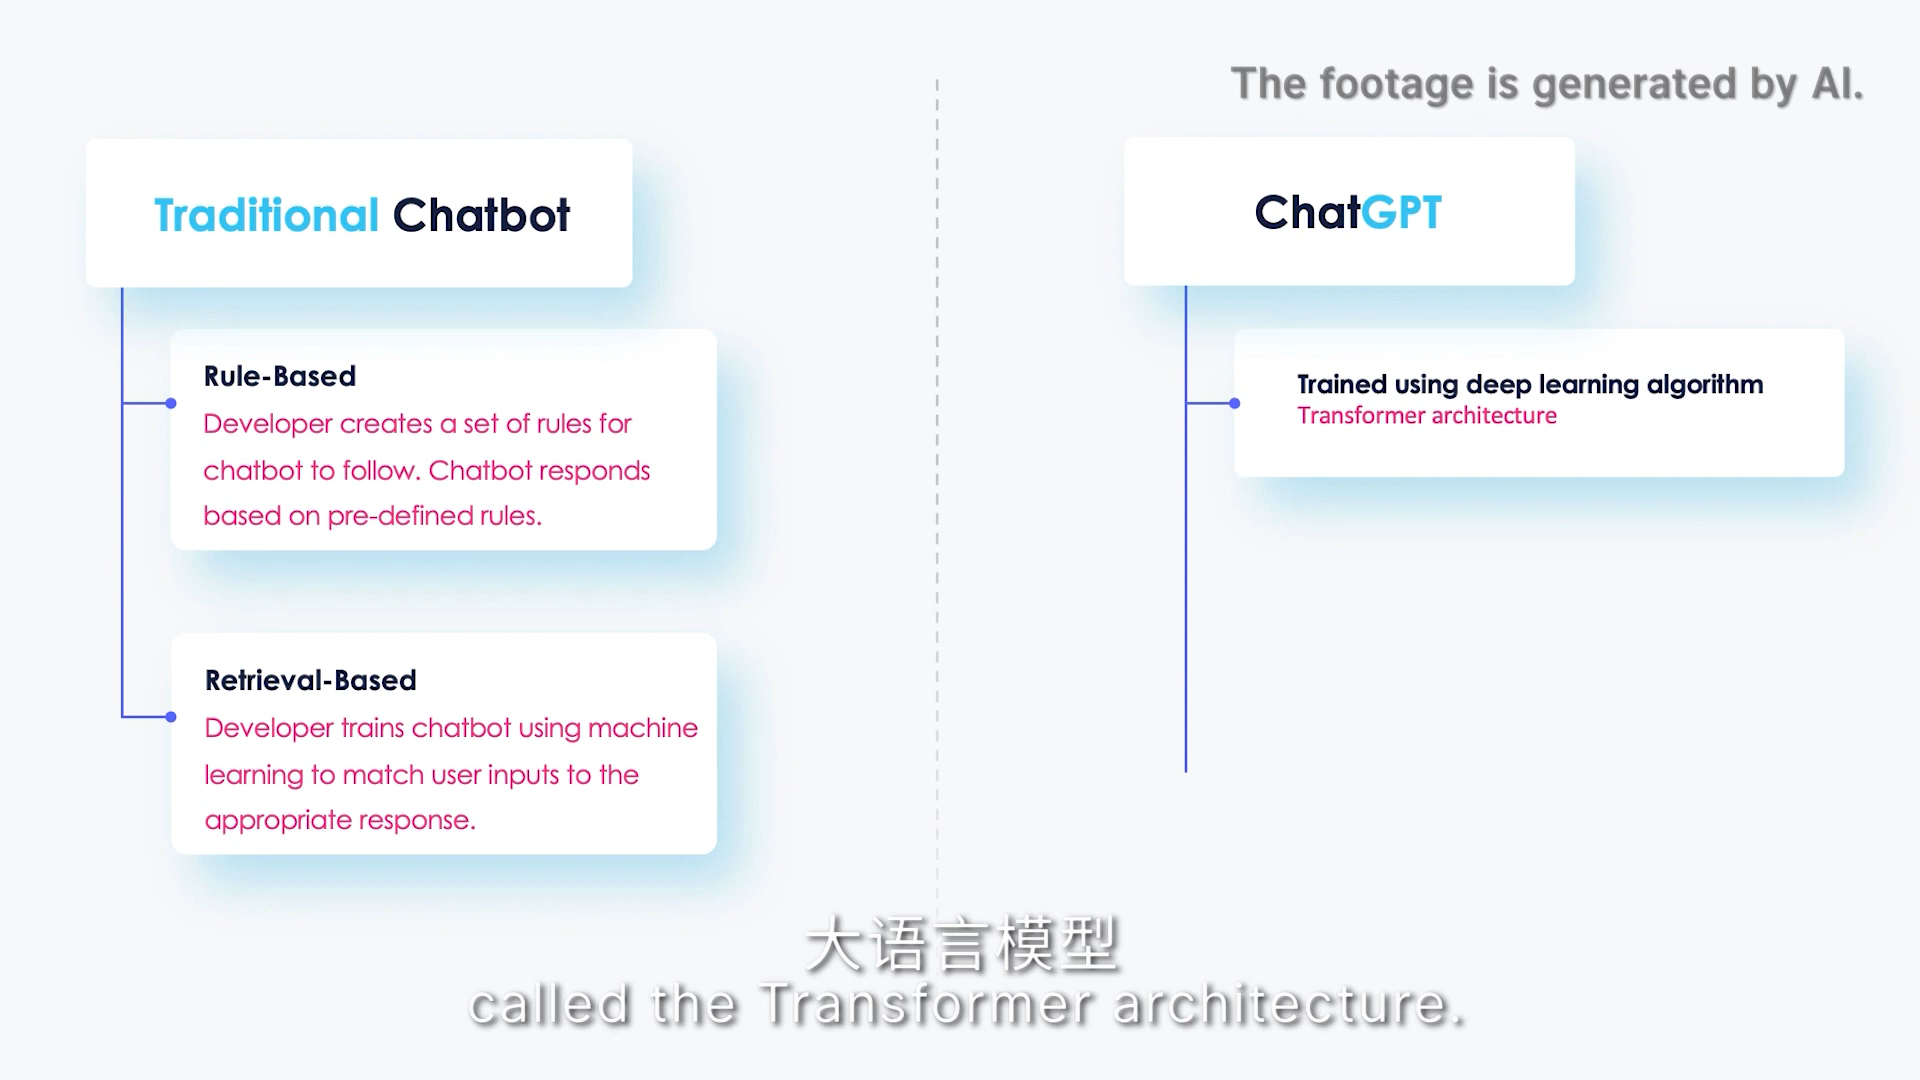 The footage is generated by AI.
Traditional Chatbot
Rule-Based
Developer creates a set of rules for
chatbot to follow. Chatbot responds
based on pre-defined rules.
Retrieval-Based
Developer trains chatbot using machine
learning to match user inputs to the
appropriate response.
ChatGPT
Trained using deep learning algorithm
Transformer architecture
大语言模型
called the Transformer architecture.